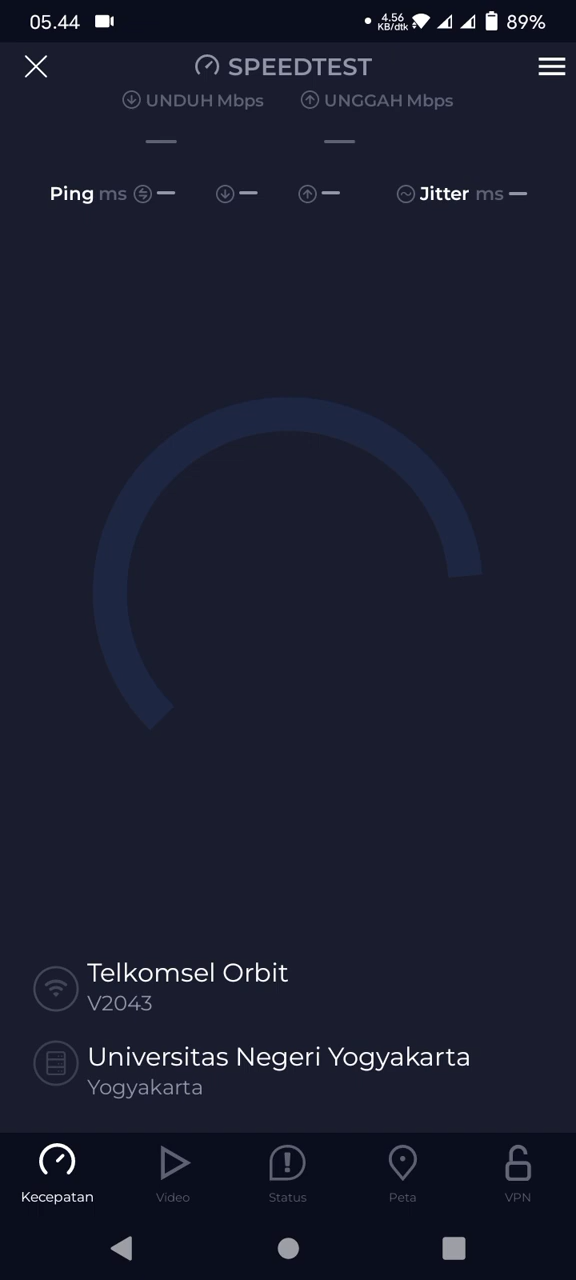 05.44 4.56 KB/dtk 89%
SPEEDTEST
UNDUH Mbps UNGGAH Mbps
Ping ms Jitter ms
Telkomsel Orbit
V2043
Universitas Negeri Yogyakarta
Yogyakarta
Kecepatan Video Status Peta VPN